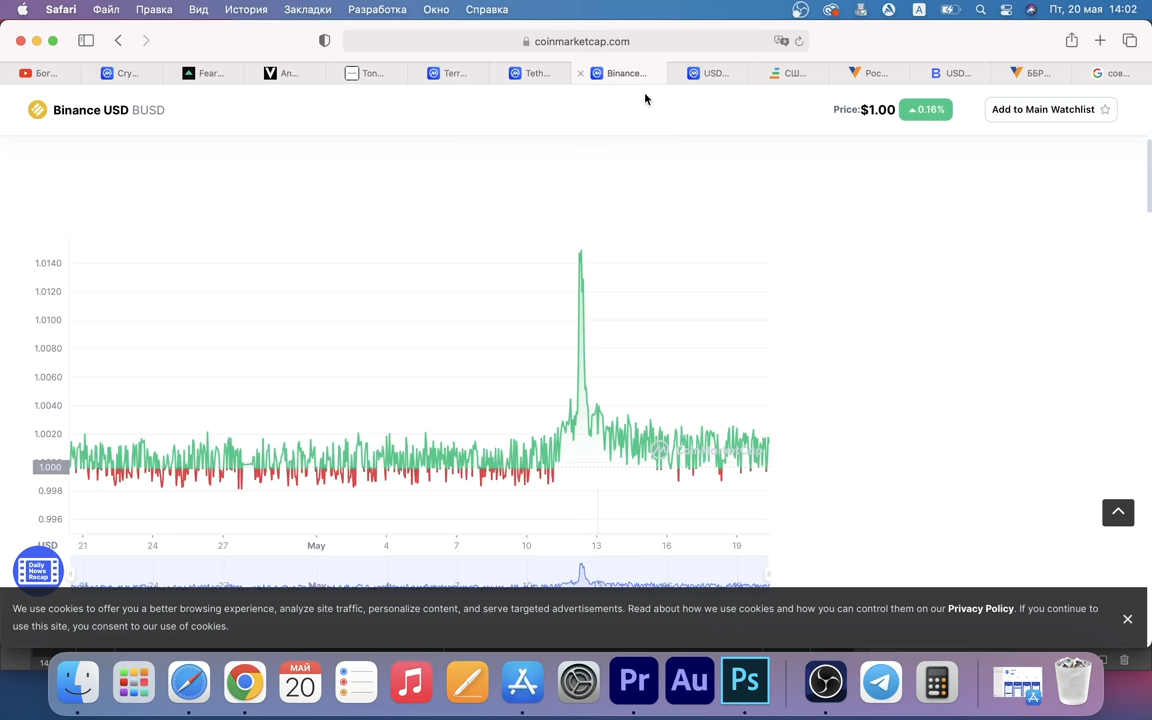 Safari Файл Правка Вид История Закладки Разработка Окно Справка A Пт, 20 мая 14:02
coinmarketcap.com
Бог... Cry... Fear... An... Топ... Terr... Teth... Binance... USD... СШ... Рос... USD... ББР... сов...
Binance USD BUSD Price:$1.00 0.16% Add to Main Watchlist
1.0140
1.0120
1.0100
1.0080
1.0060
1.0040
1.0020
1.000
0.998
0.996
USD 21 24 27 May 4 7 10 13 16 19
Daily
News
Recap
We use cookies to offer you a better browsing experience, analyze site traffic, personalize content, and serve targeted advertisements. Read about how we use cookies and how you can control them on our Privacy Policy. If you continue to
use this site, you consent to our use of cookies.
МАЙ
20
Pr Au Ps